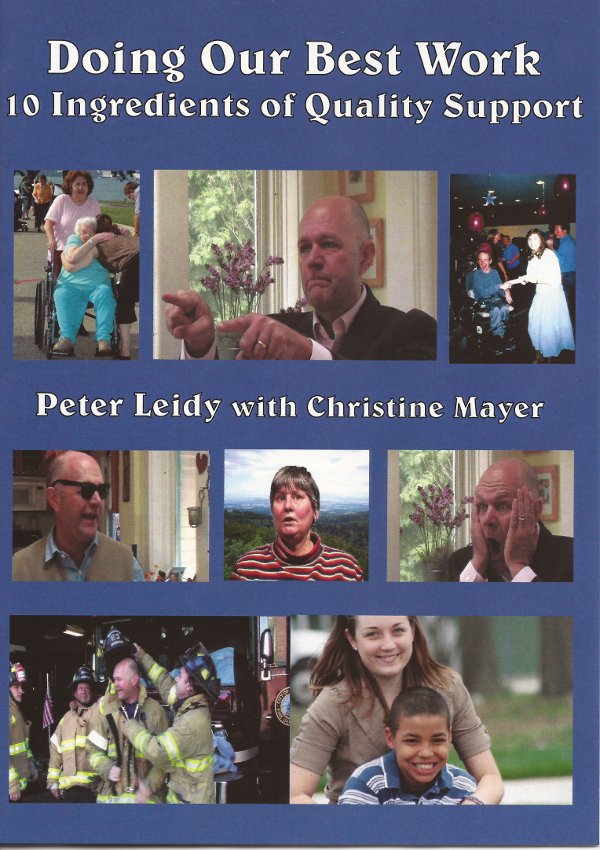 Doing Our Best Work
10 Ingredients of Quality Support
Peter Leidy with Christine Mayer